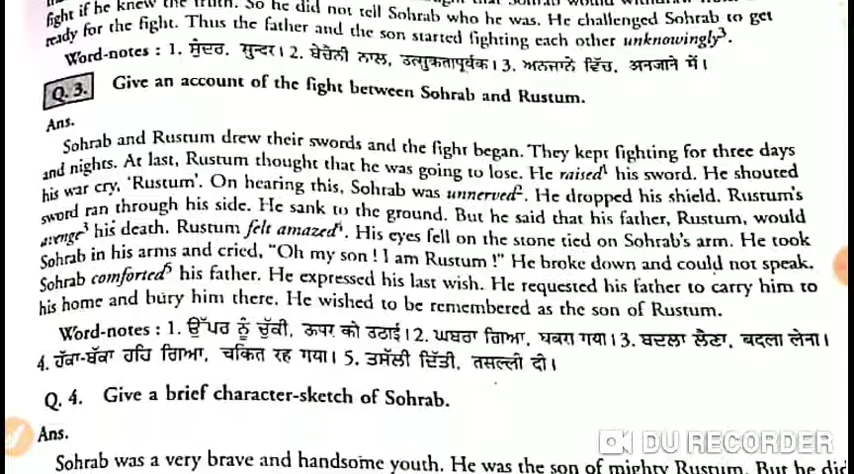 fight if he knew the truth. So he did not tell Sohrab who he was. He challenged Sohrab to get
ready for the fight. Thus the father and the son started fighting each other unknowingly³.
Word-notes : 1. ਸੁੰਦਰ, सुन्दर। 2. ਬੇਚੈਨੀ ਨਾਲ, उत्सुकतापूर्वक। 3. ਅਨਜਾਨੇ ਵਿੱਚ, अनजाने में।
Q. 3. Give an account of the fight between Sohrab and Rustum.
Ans.
Sohrab and Rustum drew their swords and the fight began. They kept fighting for three days
and nights. At last, Rustum thought that he was going to lose. He raised¹ his sword. He shouted
his war cry, 'Rustum'. On hearing this, Sohrab was unnerved². He dropped his shield. Rustum's
sword ran through his side. He sank to the ground. But he said that his father, Rustum, would
avenge³ his death. Rustum felt amazed⁴. His eyes fell on the stone tied on Sohrab's arm. He took
Sohrab in his arms and cried, "Oh my son ! I am Rustum !" He broke down and could not speak.
Sohrab comforted⁵ his father. He expressed his last wish. He requested his father to carry him to
his home and bury him there. He wished to be remembered as the son of Rustum.
Word-notes : 1. ਉੱਪਰ ਨੂੰ ਚੁੱਕੀ, ऊपर को उठाई। 2. ਘਬਰਾ ਗਿਆ, घबरा गया। 3. ਬਦਲਾ ਲੈਣਾ, बदला लेना।
4. ਹੱਕਾ-ਬੱਕਾ ਰਹਿ ਗਿਆ, चकित रह गया। 5. ਤਸੱਲੀ ਦਿੱਤੀ, तसल्ली दी।
Q. 4. Give a brief character-sketch of Sohrab.
Ans.
DU RECORDER
Sohrab was a very brave and handsome youth. He was the son of mighty Rustum. But he did